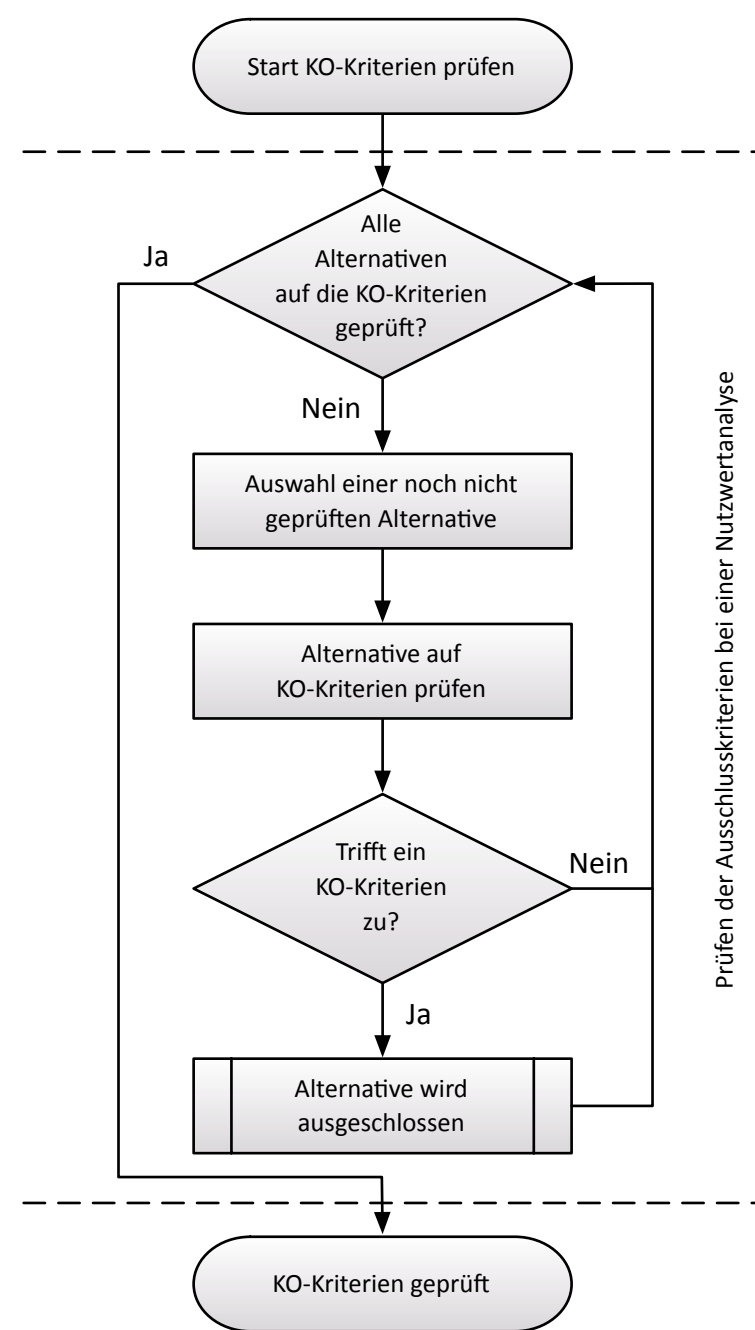 Start KO-Kriterien prüfen
Alle
Alternativen
auf die KO-Kriterien
geprüft?
Ja
Nein
Auswahl einer noch nicht
geprüften Alternative
Alternative auf
KO-Kriterien prüfen
Trifft ein
KO-Kriterien
zu?
Nein
Ja
Alternative wird
ausgeschlossen
KO-Kriterien geprüft
Prüfen der Ausschlusskriterien bei einer Nutzwertanalyse